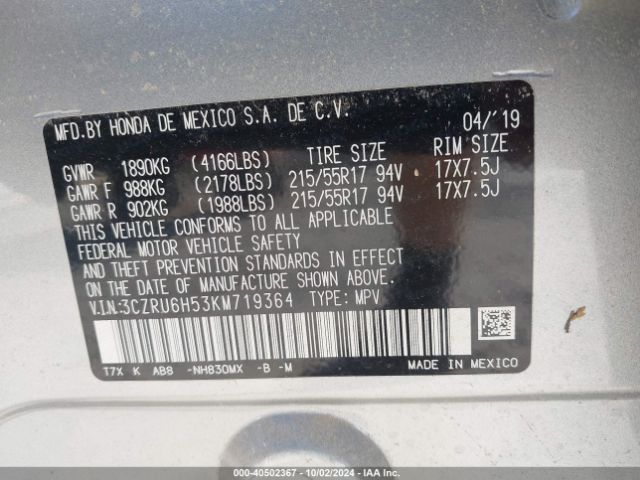 MFD.BY HONDA DE MEXICO S.A. DE C.V. 04/'19
GVWR 1890KG (4166LBS) TIRE SIZE RIM SIZE
GAWR F 988KG (2178LBS) 215/55R17 94V 17X7.5J
GAWR R 902KG (1988LBS) 215/55R17 94V 17X7.5J
THIS VEHICLE CONFORMS TO ALL APPLICABLE
FEDERAL MOTOR VEHICLE SAFETY
AND THEFT PREVENTION STANDARDS IN EFFECT
ON THE DATE OF MANUFACTURE SHOWN ABOVE.
V.I.N:3CZRU6H53KM719364 TYPE: MPV
T7X K AB8 -NH830MX -B -M MADE IN MEXICO
000-40502367 | 10/02/2024 | Copart, IAA Inc.